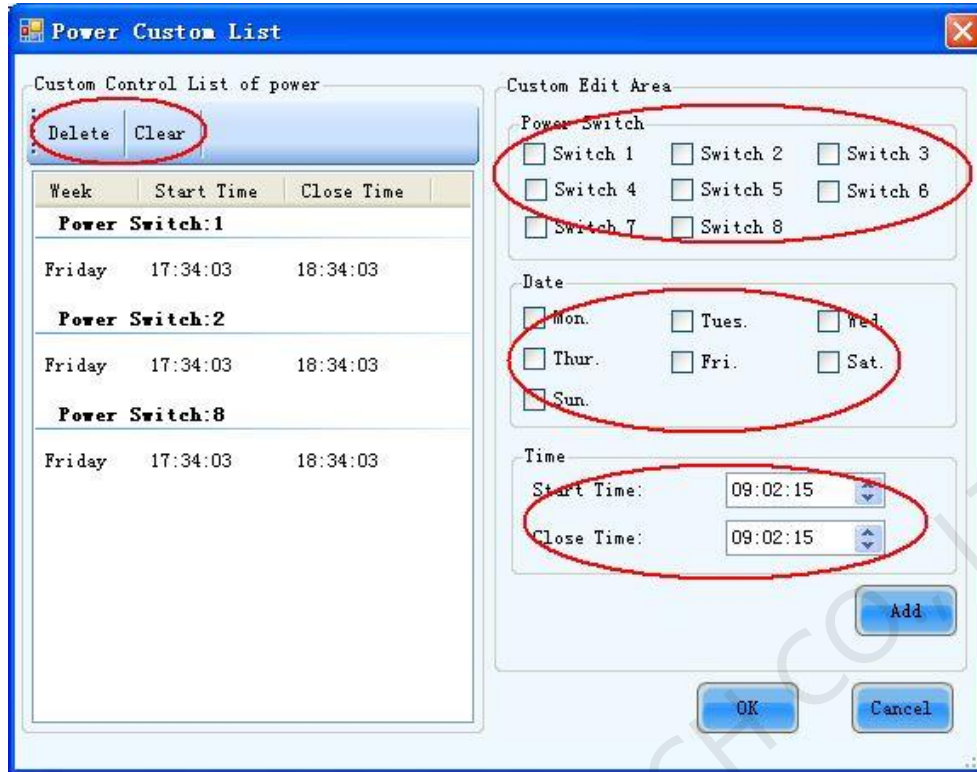 Power Custom List
Custom Control List of power
Delete Clear
Week Start Time Close Time
Power Switch:1
Friday 17:34:03 18:34:03
Power Switch:2
Friday 17:34:03 18:34:03
Power Switch:8
Friday 17:34:03 18:34:03
Custom Edit Area
Power Switch
Switch 1 Switch 2 Switch 3
Switch 4 Switch 5 Switch 6
Switch 7 Switch 8
Date
Mon. Tues. Wed.
Thur. Fri. Sat.
Sun.
Time
Start Time: 09:02:15
Close Time: 09:02:15
Add
OK Cancel